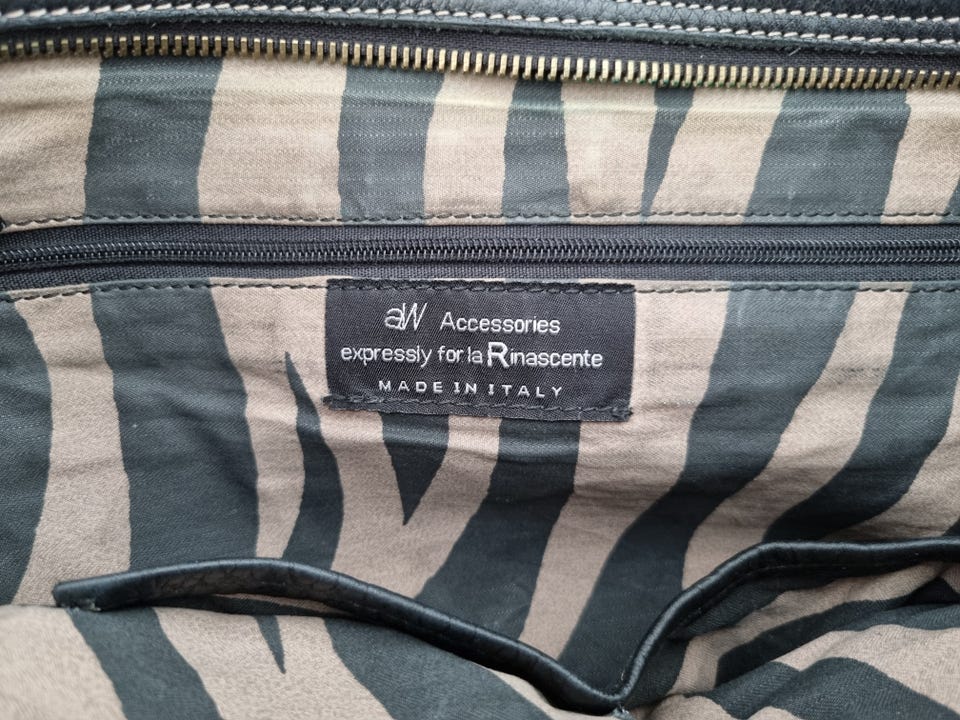 aW Accessories
expressly for la Rinascente
MADE IN ITALY